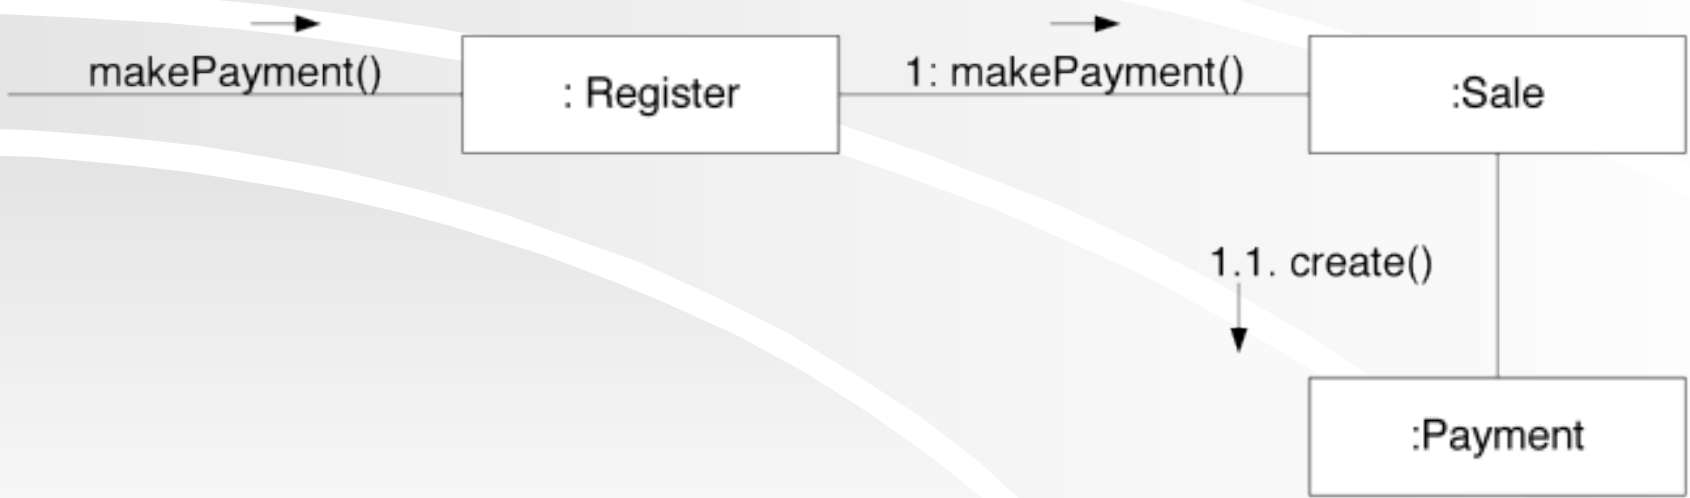 makePayment()
: Register
1: makePayment()
:Sale
1.1. create()
:Payment